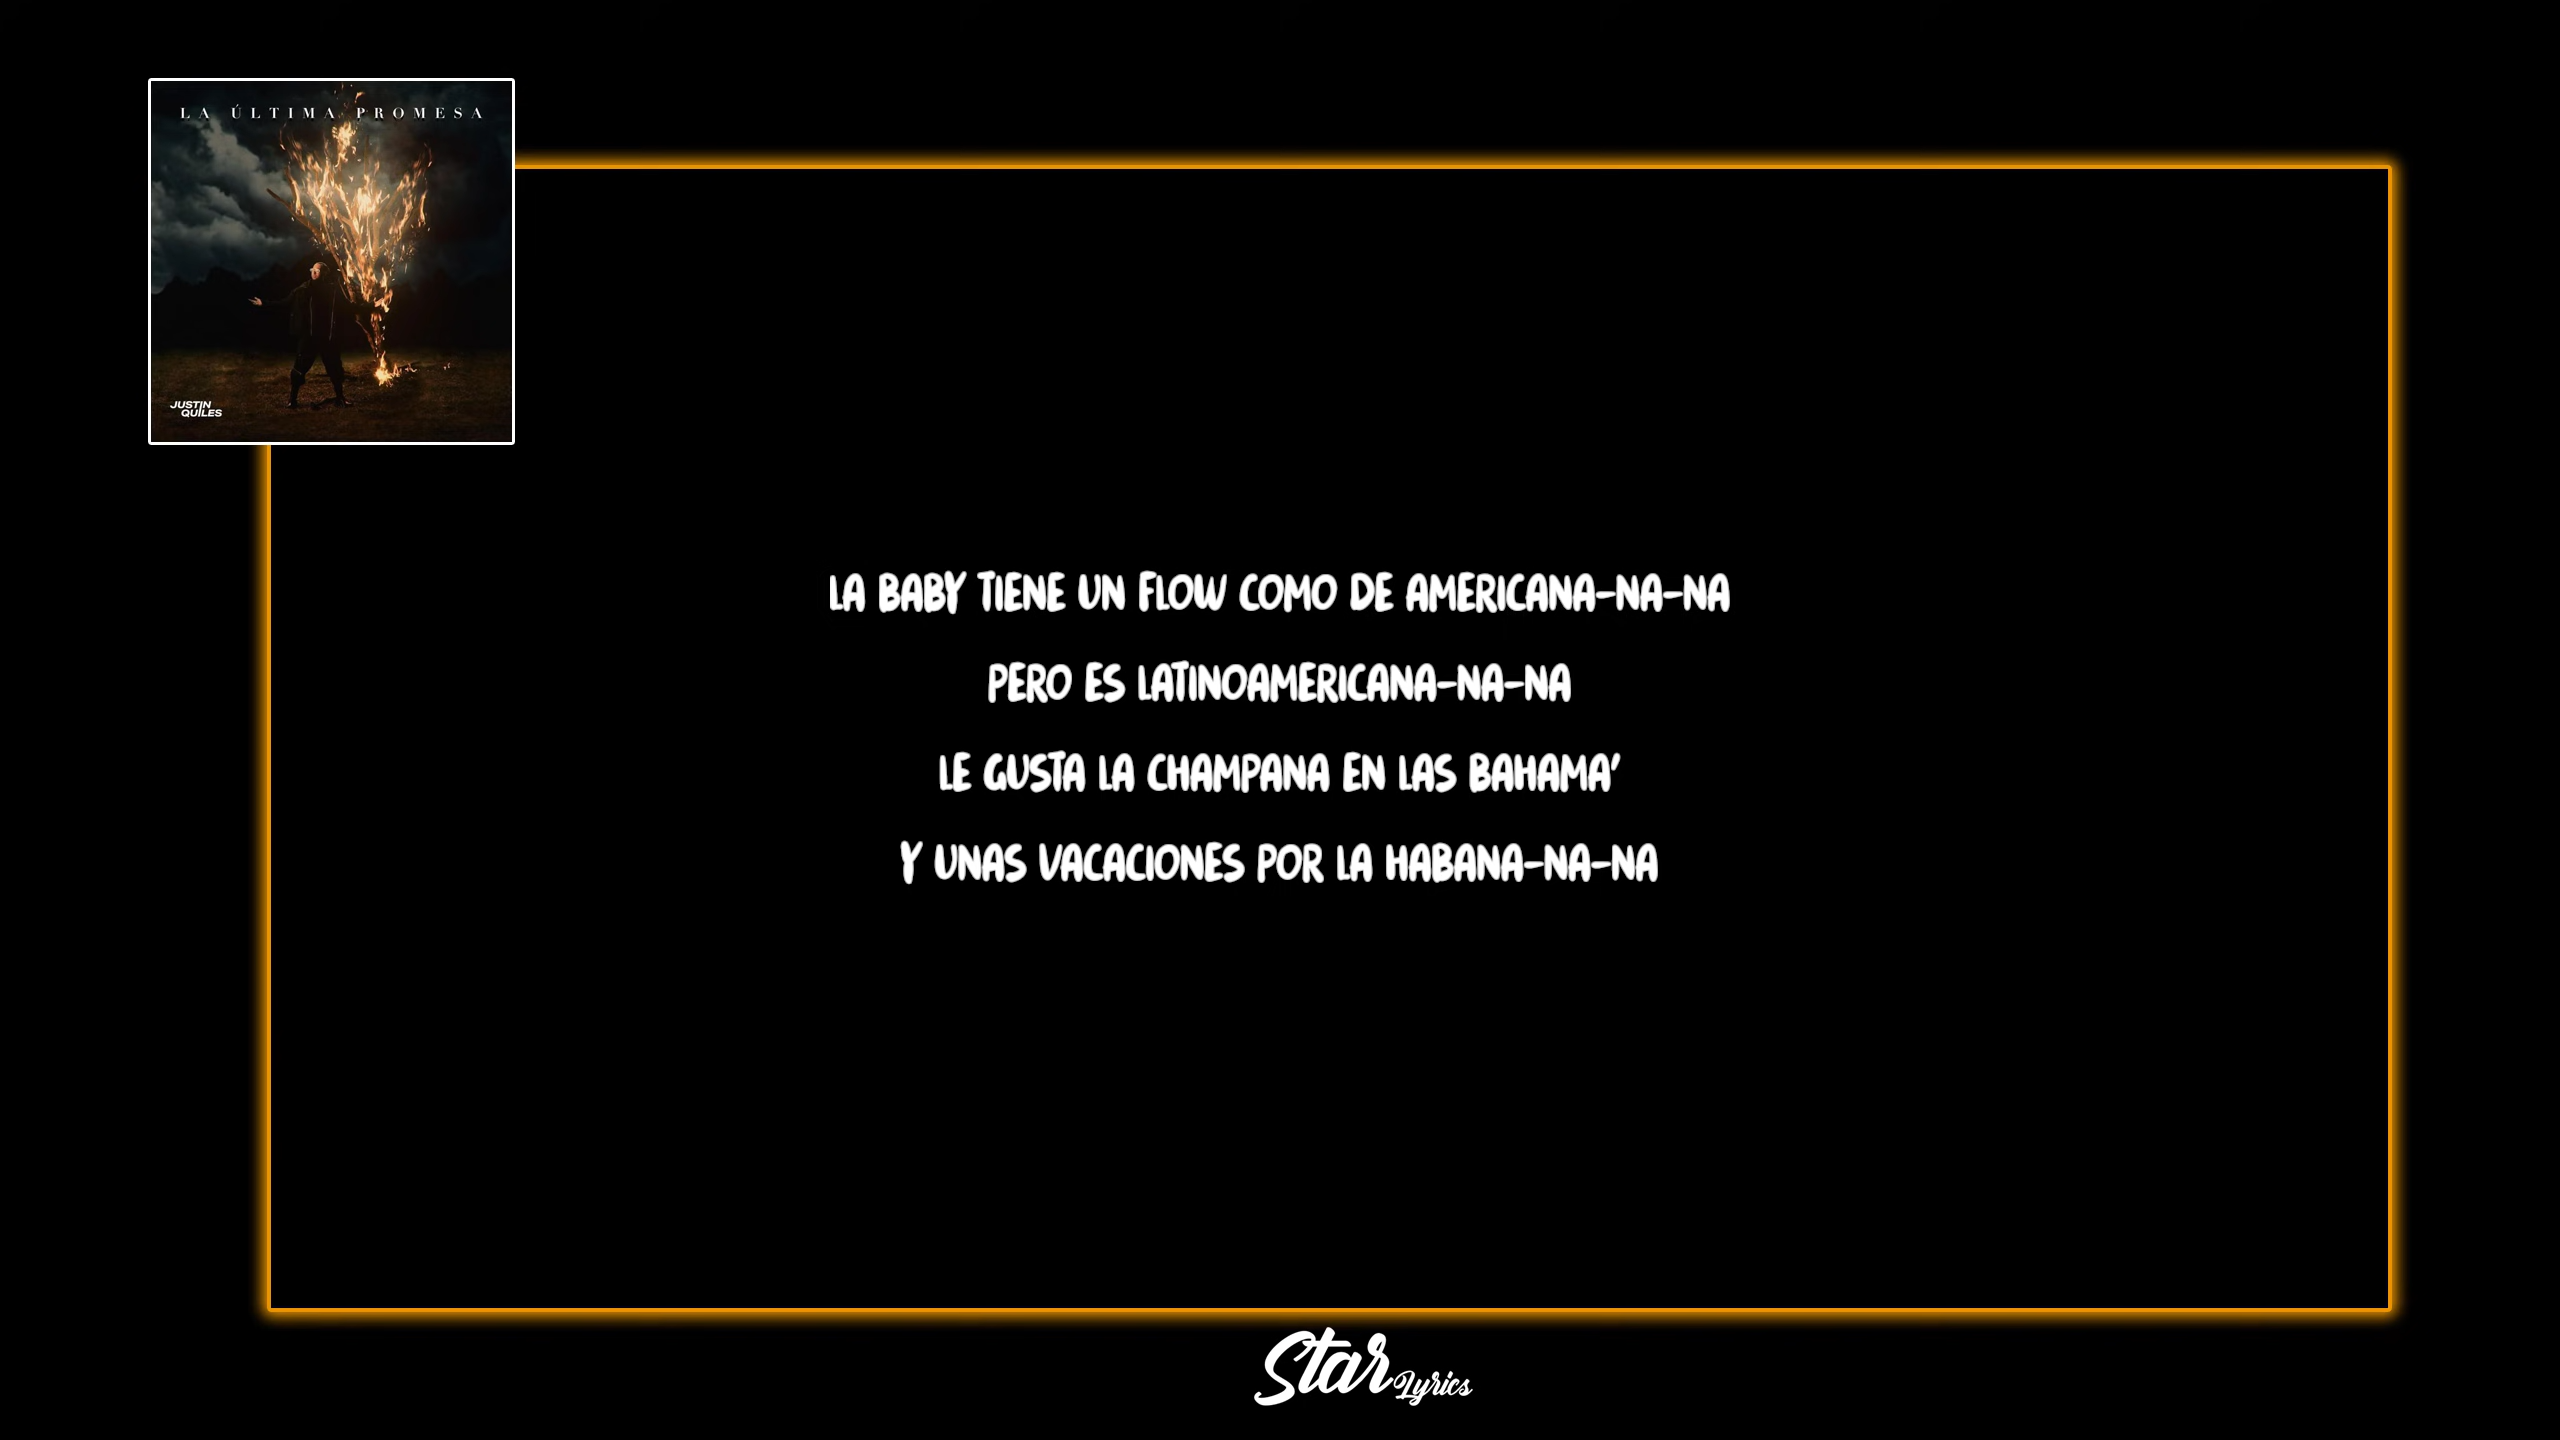 LA ÚLTIMA PROMESA
JUSTIN
QUILES
LA BABY TIENE UN FLOW COMO DE AMERICANA-NA-NA
PERO ES LATINOAMERICANA-NA-NA
LE GUSTA LA CHAMPANA EN LAS BAHAMA'
Y UNAS VACACIONES POR LA HABANA-NA-NA
Star Lyrics